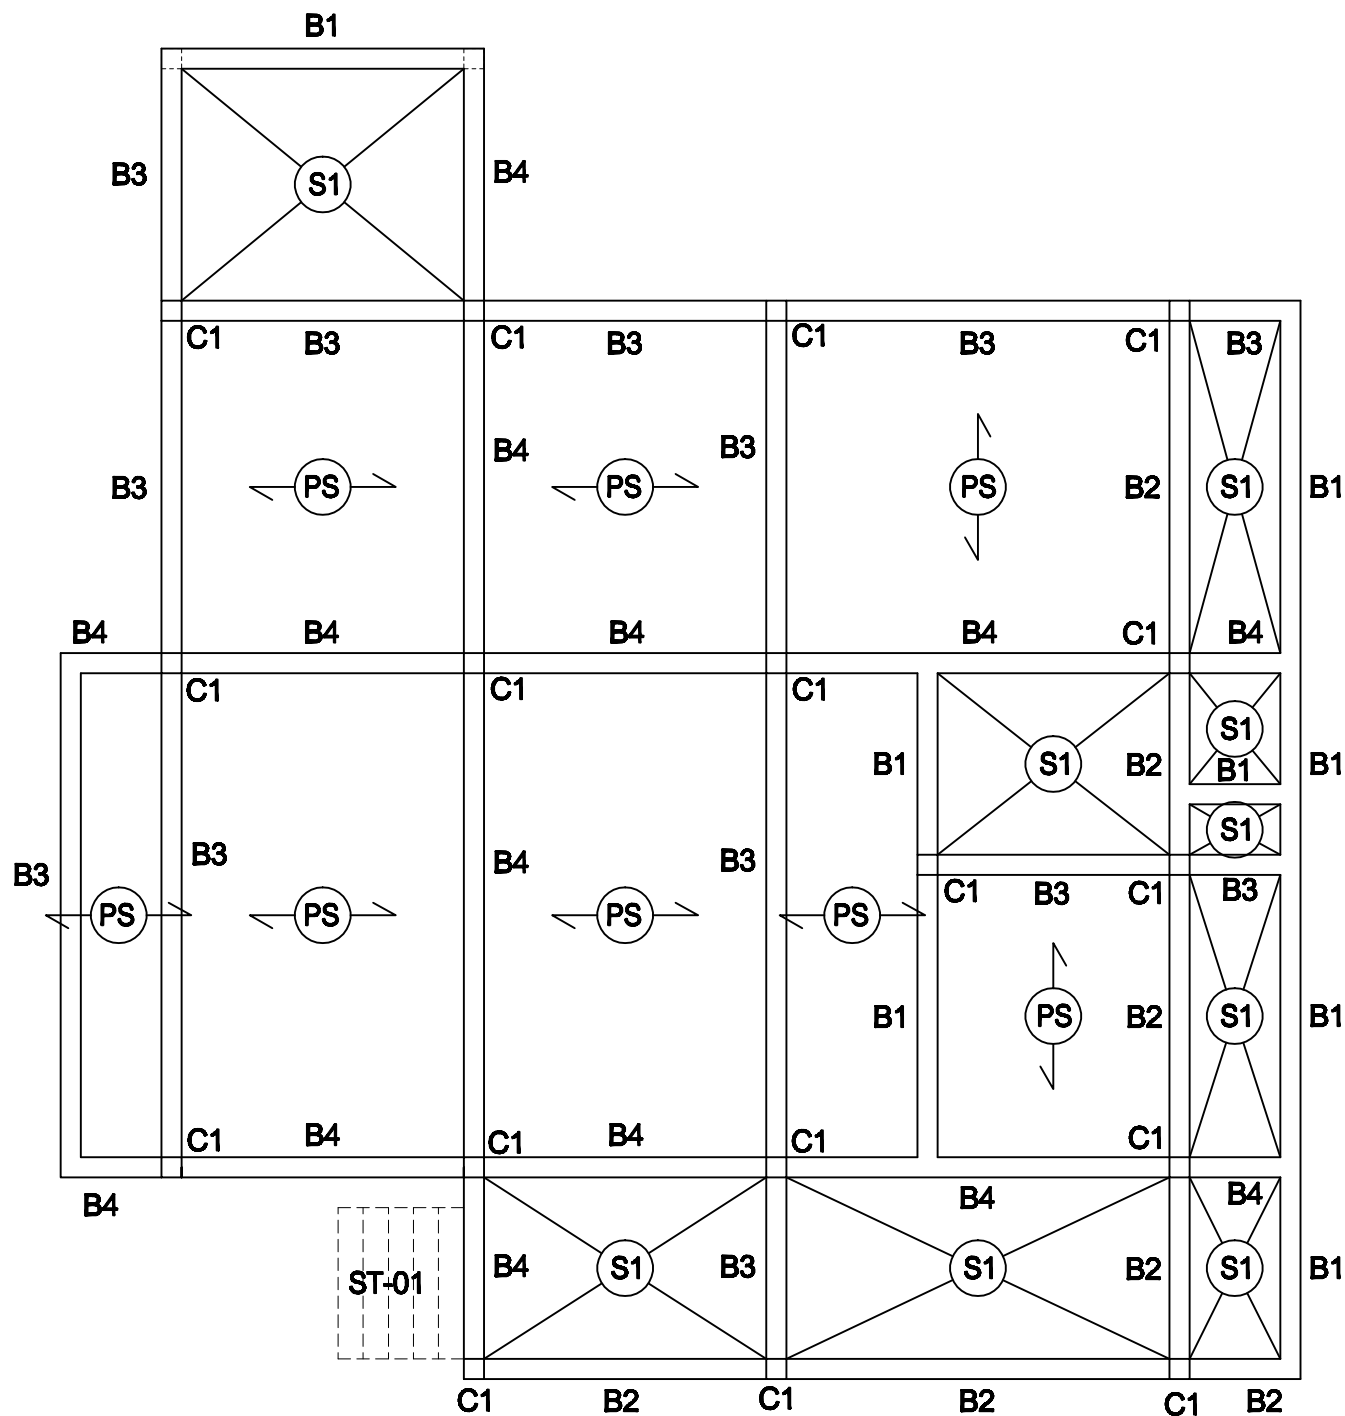 B1
B3 S1 B4
C1 B3 C1 B3 C1 B3 C1 B3
B3 PS B4 PS B3 PS B2 S1 B1
B4 B4 B4 B4 C1 B4
C1 C1 C1
S1
B1 S1 B2 B1 B1
S1
B3 B3 B4 B3
C1 B3 C1 B3
PS PS PS PS
B1 PS B2 S1 B1
C1 B4 C1 B4 C1 C1
B4 B4 B4
ST-01 B4 S1 B3 S1 B2 S1 B1
C1 B2 C1 B2 C1 B2